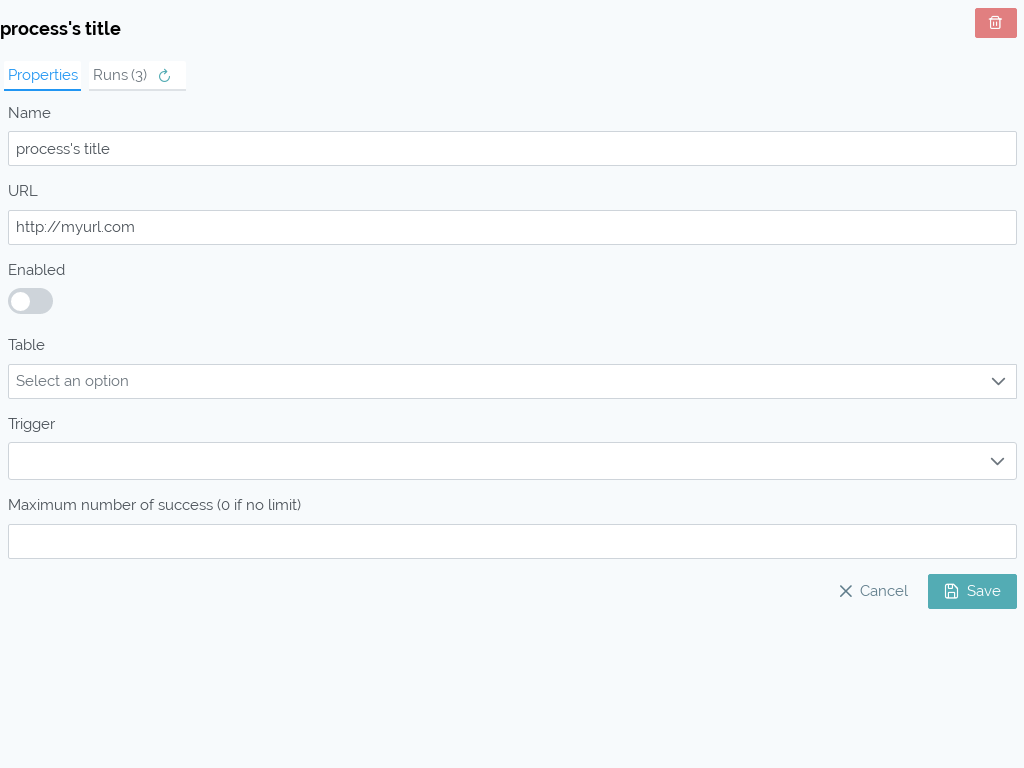 process's title
Properties
Runs (3)
Name
process's title
URL
http://myurl.com
Enabled
Table
Select an option
Trigger
Maximum number of success (0 if no limit)
Cancel
Save